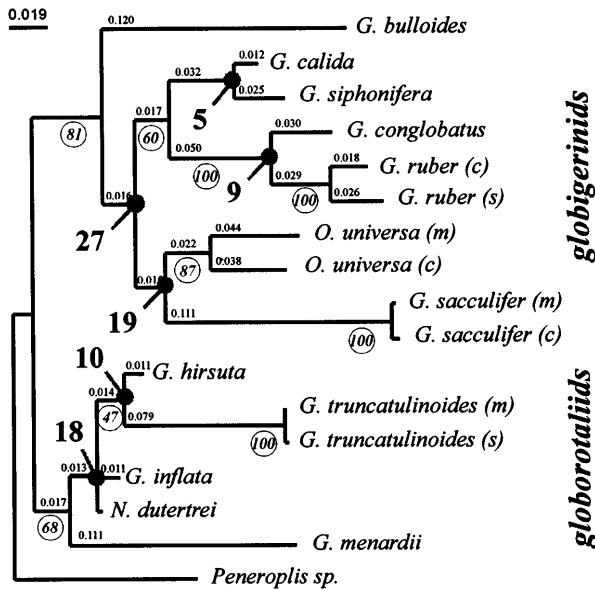 0.019
0.120
G. bulloides
0.012
G. calida
0.032
0.025
G. siphonifera
5
0.017
60
81
0.030
G. conglobatus
0.050
100
9
0.018
G. ruber (c)
0.029
100
0.026
G. ruber (s)
0.016
27
0.044
O. universa (m)
0.022
87
0.038
O. universa (c)
19
0.111
100
G. sacculifer (m)
G. sacculifer (c)
globigerinids
10
0.011
G. hirsuta
0.014
47
0.079
G. truncatulinoides (m)
100
G. truncatulinoides (s)
18
0.013
0.011
G. inflata
N. dutertrei
0.017
68
0.111
G. menardii
Peneroplis sp.
globorotaliids